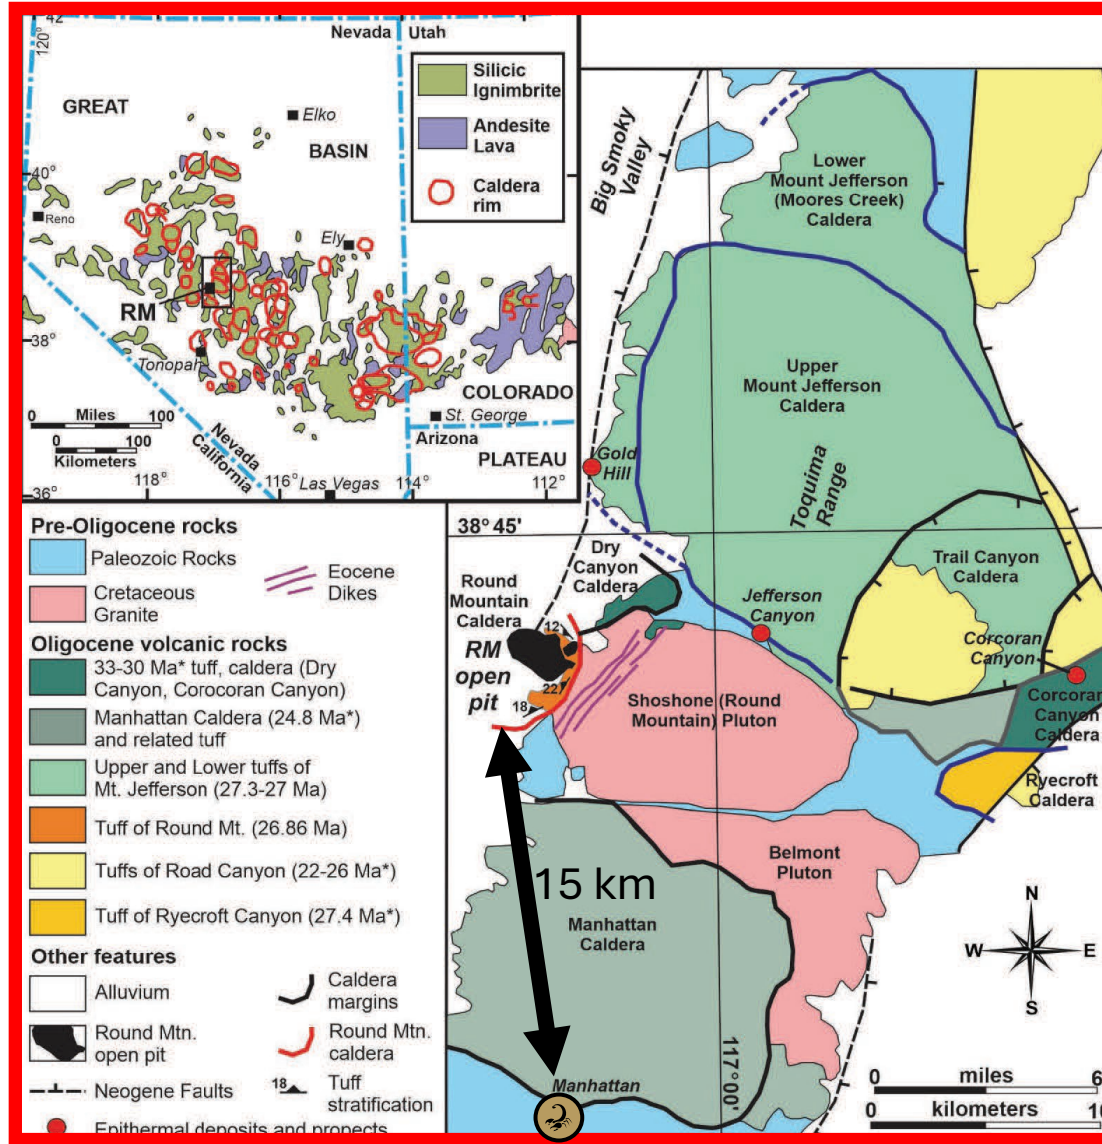 42°
120°
Nevada
Utah
GREAT
Elko
BASIN
40°
Reno
Ely
RM
38°
Tonopah
COLORADO
St. George
Arizona
Miles
0 100
0 100
Kilometers
Nevada
California
PLATEAU
36°
118°
116°
Las Vegas
114°
112°
Silicic
Ignimbrite
Andesite
Lava
Caldera
rim
Pre-Oligocene rocks
Paleozoic Rocks
Cretaceous
Granite
Eocene
Dikes
Oligocene volcanic rocks
33-30 Ma* tuff, caldera (Dry
Canyon, Corocoran Canyon)
Manhattan Caldera (24.8 Ma*)
and related tuff
Upper and Lower tuffs of
Mt. Jefferson (27.3-27 Ma)
Tuff of Round Mt. (26.86 Ma)
Tuffs of Road Canyon (22-26 Ma*)
Tuff of Ryecroft Canyon (27.4 Ma*)
Other features
Alluvium
Caldera
margins
Round Mtn.
open pit
Round Mtn.
caldera
Neogene Faults
18
Tuff
stratification
Epithermal deposits and propects
Big Smoky
Valley
Lower
Mount Jefferson
(Moores Creek)
Caldera
Upper
Mount Jefferson
Caldera
Gold
Hill
Toquima
Range
38° 45'
Dry
Canyon
Caldera
Trail Canyon
Caldera
Round
Mountain
Caldera
Jefferson
Canyon
12
RM
open
pit
22
18
Corcoran
Canyon
Shoshone (Round
Mountain) Pluton
Corcoran
Canyon
Caldera
Ryecroft
Caldera
Belmont
Pluton
15 km
Manhattan
Caldera
N
W E
S
117° 00'
Manhattan
0 miles 6
0 kilometers 10